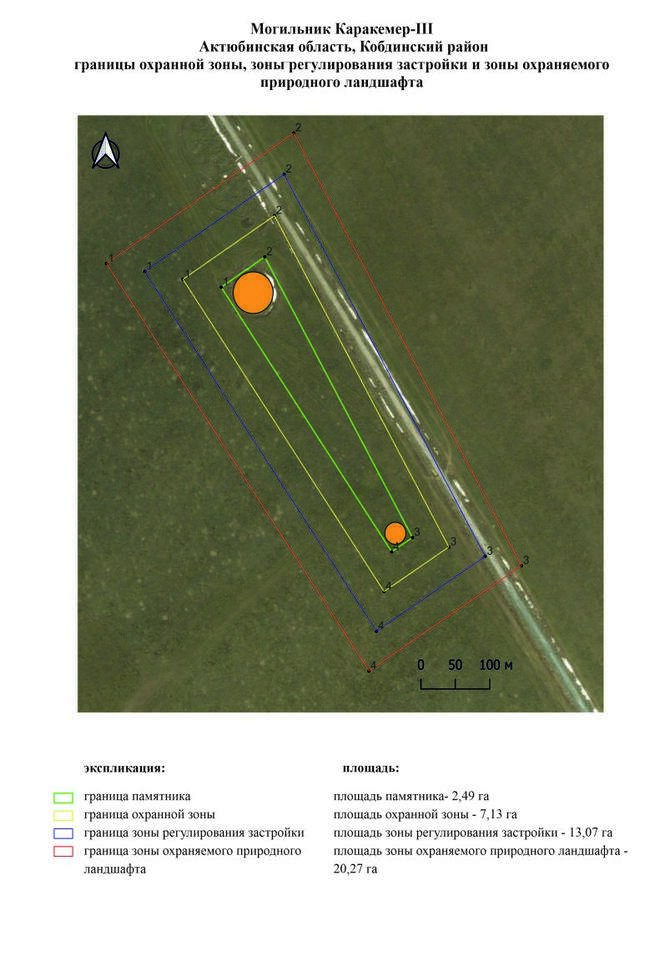 Могильник Каракемер-III
Актюбинская область, Кобдинский район
границы охранной зоны, зоны регулирования застройки и зоны охраняемого
природного ландшафта
2
2
2
1
1
1
1
2
3
4
3
3
3
4
4
4
0 50 100 м
экспликация: площадь:
граница памятника площадь памятника- 2,49 га
граница охранной зоны площадь охранной зоны - 7,13 га
граница зоны регулирования застройки площадь зоны регулирования застройки - 13,07 га
граница зоны охраняемого природного площадь зоны охраняемого природного ландшафта -
ландшафта 20,27 га